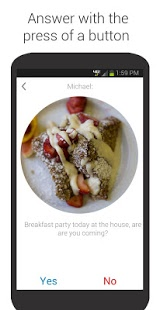 Answer with the
press of a button
1:59 PM
Michael:
Breakfast party today at the house, are
are you coming?
Yes
No